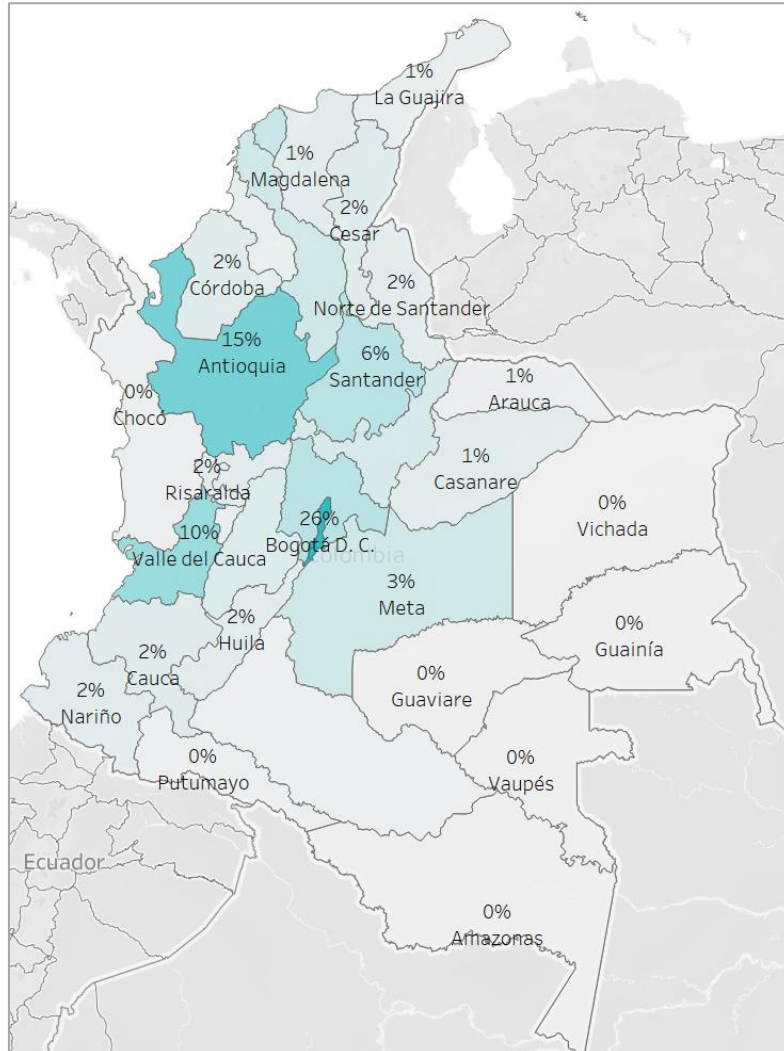 1%
La Guajira
1%
Magdalena
2%
Cesar
2%
Córdoba
2%
Norte de Santander
15%
Antioquia
6%
Santander
1%
Arauca
0%
Chocó
1%
Casanare
2%
Risaralda
0%
Vichada
26%
Bogotá D. C.
Colombia
10%
Valle del Cauca
3%
Meta
2%
Huila
0%
Guainía
2%
Cauca
0%
Guaviare
2%
Nariño
0%
Putumayo
0%
Vaupés
Ecuador
0%
Amazonas